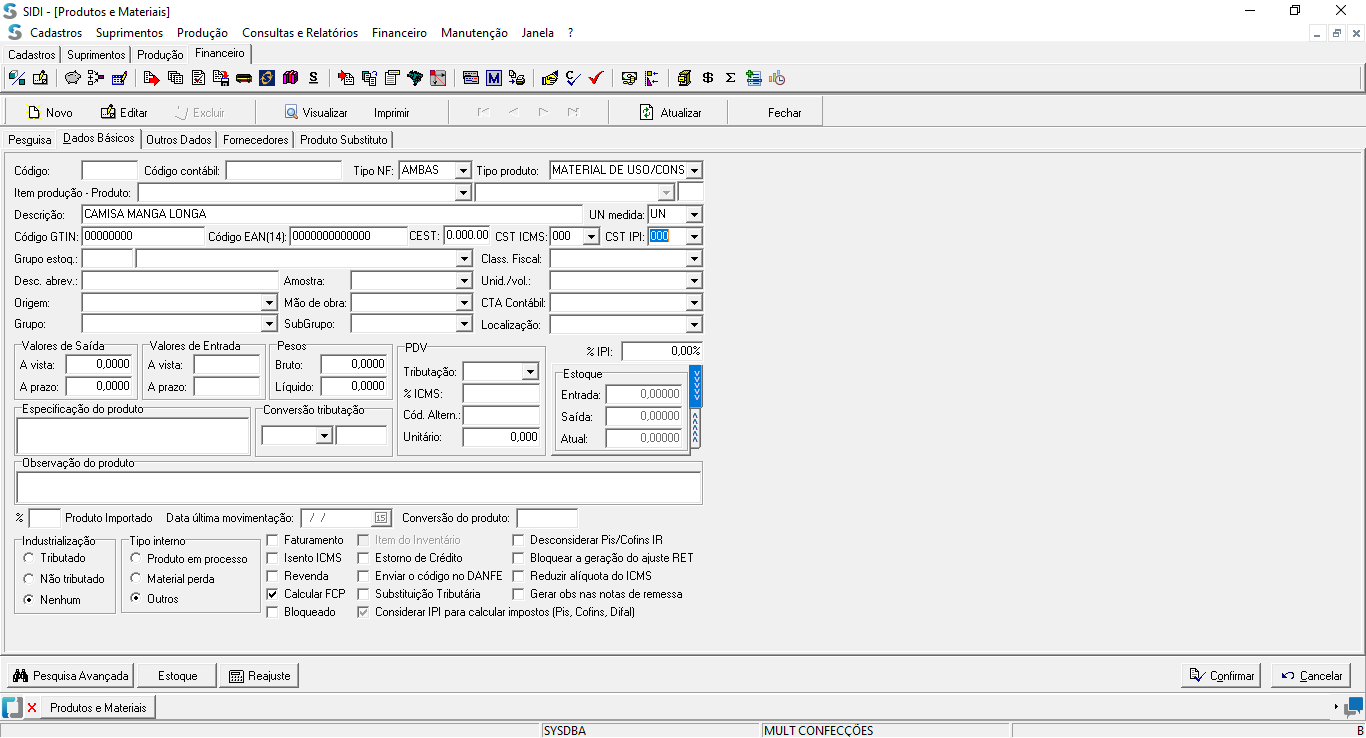 SIDI - [Produtos e Materiais]
Cadastros Suprimentos Produção Consultas e Relatórios Financeiro Manutenção Janela ?
Cadastros Suprimentos Produção Financeiro
Novo Editar Excluir Visualizar Imprimir Atualizar Fechar
Pesquisa Dados Básicos Outros Dados Fornecedores Produto Substituto
Código: Código contábil: Tipo NF: AMBAS Tipo produto: MATERIAL DE USO/CONS
Item produção - Produto:
Descrição: CAMISA MANGA LONGA UN medida: UN
Código GTIN: 00000000 Código EAN(14): 0000000000000 CEST: 0.000.00 CST ICMS: 000 CST IPI: 000
Grupo estoq.: Class. Fiscal:
Desc. abrev.: Amostra: Unid./vol.:
Origem: Mão de obra: CTA Contábil:
Grupo: SubGrupo: Localização:
Valores de Saída Valores de Entrada Pesos PDV % IPI: 0,00%
A vista: 0,0000 A vista: Bruto: 0,0000 Tributação: Estoque
A prazo: 0,0000 A prazo: Líquido: 0,0000 % ICMS: Entrada: 0,00000
Especificação do produto Conversão tributação Cód. Altern.: Saída: 0,00000
Unitário: 0,000 Atual: 0,00000
Observação do produto
% Produto Importado Data última movimentação: / / 15 Conversão do produto:
Industrialização Tipo interno Faturamento Item do Inventário Desconsiderar Pis/Cofins IR
Tributado Produto em processo Isento ICMS Estorno de Crédito Bloquear a geração do ajuste RET
Não tributado Material perda Revenda Enviar o código no DANFE Reduzir alíquota do ICMS
Nenhum Outros Calcular FCP Substituição Tributária Gerar obs nas notas de remessa
Bloqueado Considerar IPI para calcular impostos (Pis, Cofins, Difal)
Pesquisa Avançada Estoque Reajuste Confirmar Cancelar
Produtos e Materiais
SYSDBA MULT CONFECÇÕES B